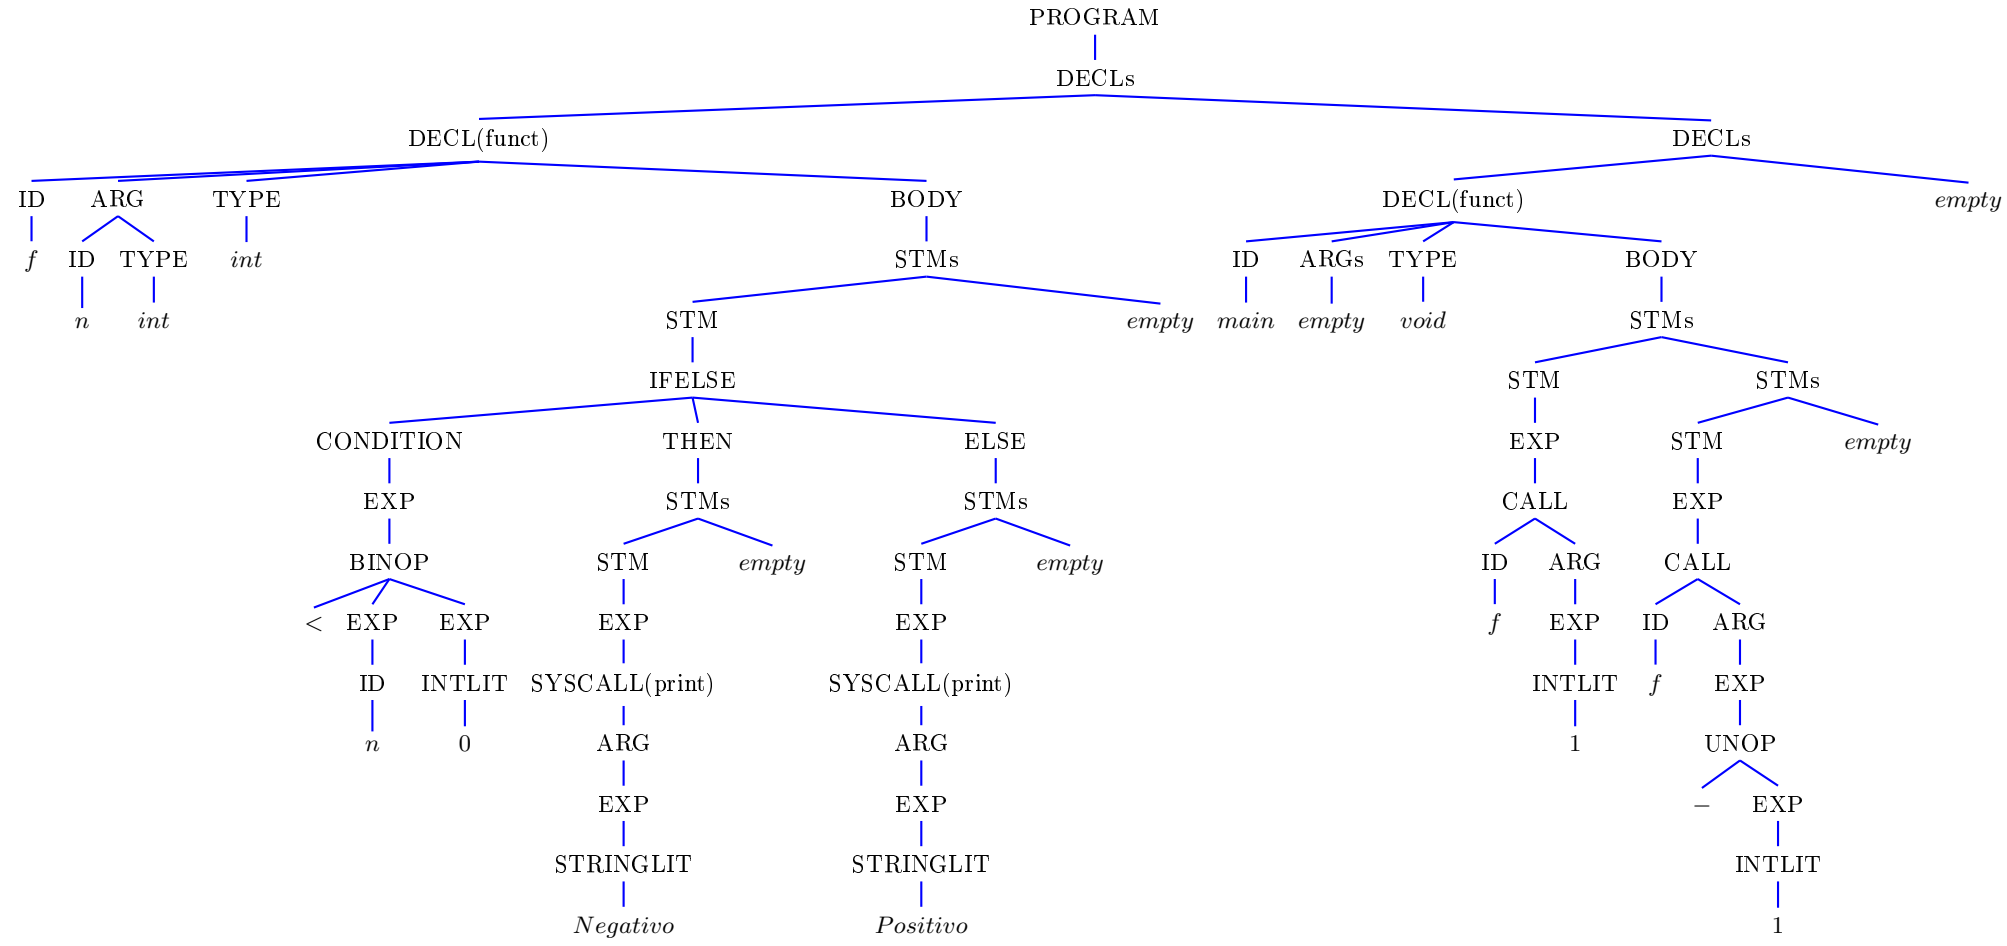 PROGRAM
DECLs
DECL(funct) DECLs
ID ARG TYPE BODY DECL(funct) empty
f ID TYPE int STMs ID ARGs TYPE BODY
n int STM empty main empty void STMs
IFELSE STM STMs
CONDITION THEN ELSE EXP STM empty
EXP STMs STMs CALL EXP
BINOP STM empty STM empty ID ARG CALL
< EXP EXP EXP EXP f EXP ID ARG
ID INTLIT SYSCALL(print) SYSCALL(print) INTLIT f EXP
n 0 ARG ARG 1 UNOP
EXP EXP − EXP
STRINGLIT STRINGLIT INTLIT
Negativo Positivo 1